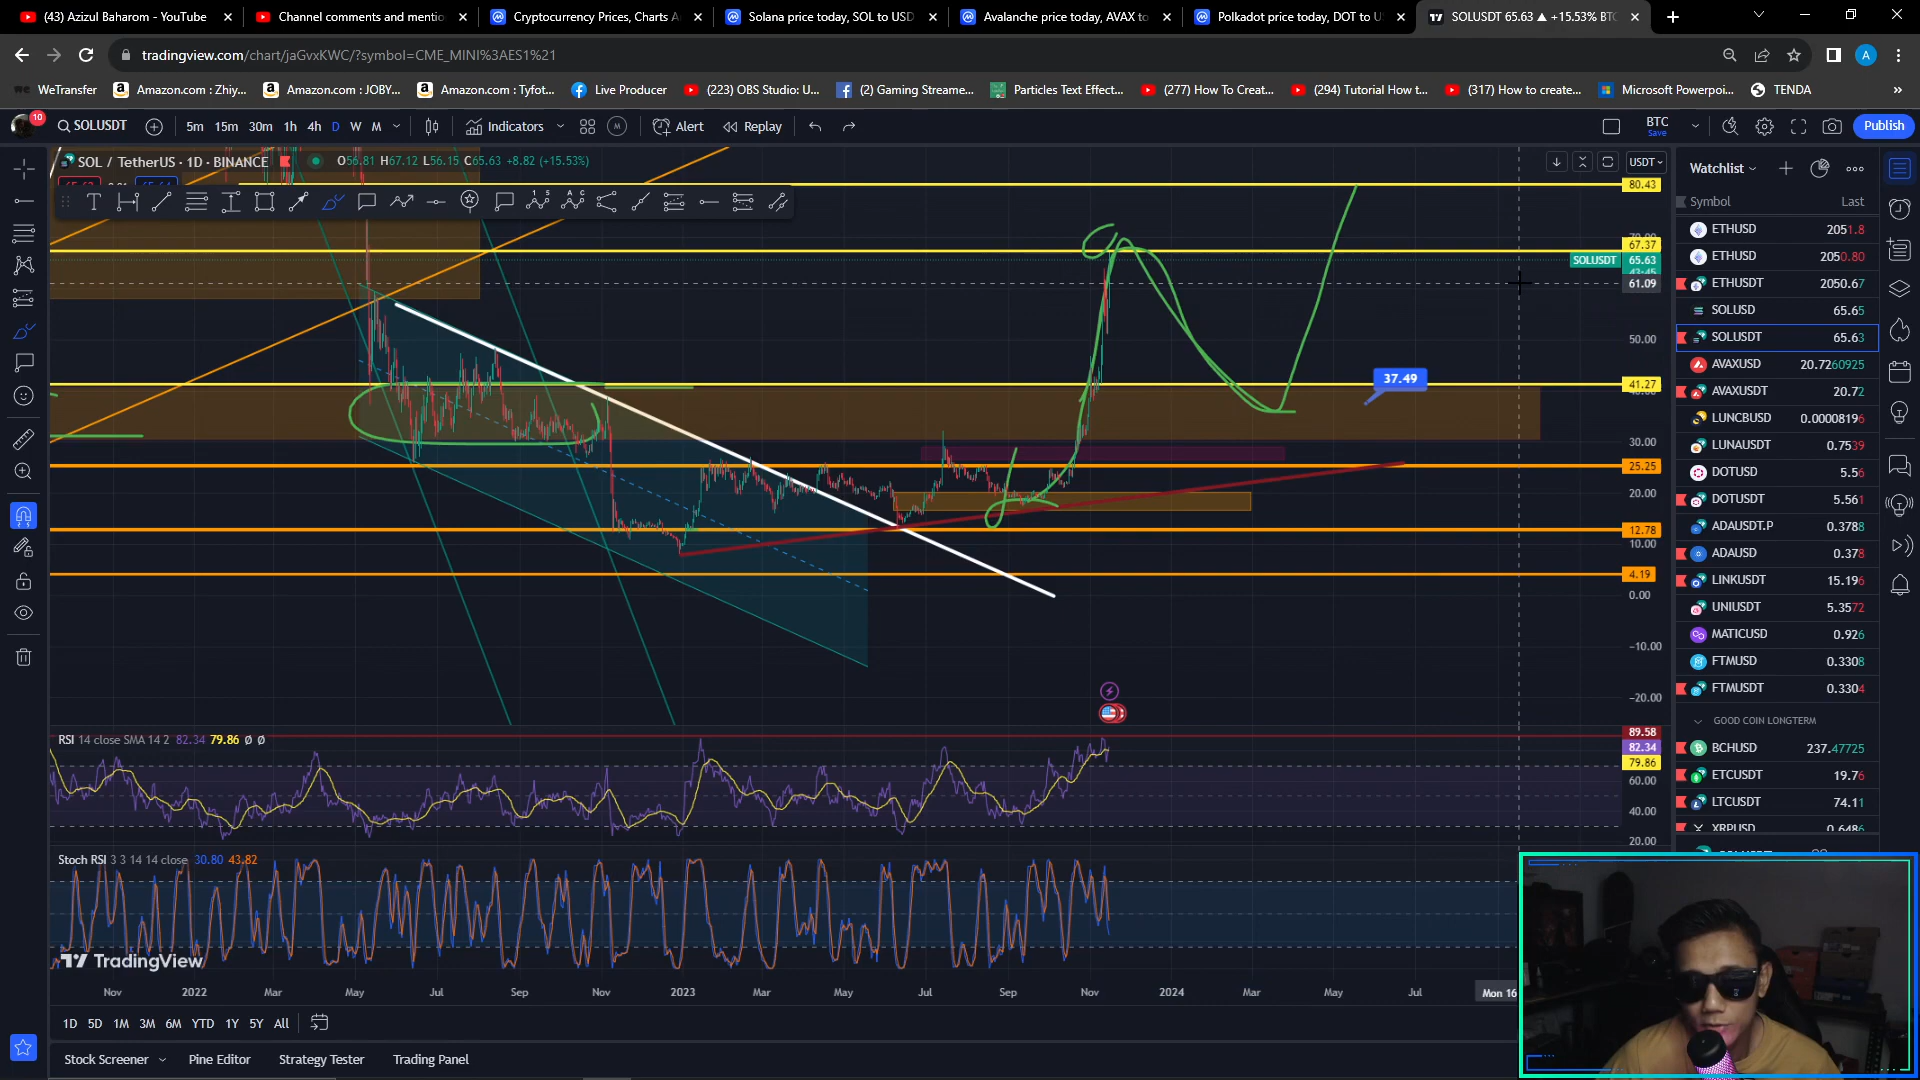 (43) Azizul Baharom - YouTube
Channel comments and mentio
Cryptocurrency Prices, Charts A
Solana price today, SOL to USD
Avalanche price today, AVAX to
Polkadot price today, DOT to U
SOLUSDT 65.63 ▲ +15.53% BTC
tradingview.com/chart/jaGvxKWC/?symbol=CME_MINI%3AES1%21
A
WeTransfer
Amazon.com : Zhiy...
Amazon.com : JOBY...
Amazon.com : Tyfot...
Live Producer
(223) OBS Studio: U...
(2) Gaming Streame...
Particles Text Effect...
(277) How To Creat...
(294) Tutorial How t...
(317) How to create...
Microsoft Powerpoi...
TENDA
10
SOLUSDT
5m 15m 30m 1h 4h D W M
Indicators
Alert
Replay
BTC
Save
Publish
SOL / TetherUS · 1D · BINANCE
O56.81 H67.12 L56.15 C65.63 +8.82 (+15.53%)
USDT
80.43
67.37
SOLUSDT 65.63
61.09
50.00
41.27
37.49
30.00
25.25
20.00
12.78
10.00
4.19
0.00
−10.00
−20.00
RSI 14 close SMA 14 2 82.34 79.86 Ø Ø
89.58
82.34
79.86
60.00
40.00
20.00
Stoch RSI 3 3 14 14 close 30.80 43.82
TradingView
Nov 2022 Mar May Jul Sep Nov 2023 Mar May Jul Sep Nov 2024 Mar May Jul Mon 16
1D 5D 1M 3M 6M YTD 1Y 5Y All
Stock Screener
Pine Editor
Strategy Tester
Trading Panel
Watchlist
Symbol Last
ETHUSD 2051.8
ETHUSD 2050.80
ETHUSDT 2050.67
SOLUSD 65.65
SOLUSDT 65.63
AVAXUSD 20.7260925
AVAXUSDT 20.72
LUNCBUSD 0.00008196
LUNAUSDT 0.7539
DOTUSD 5.56
DOTUSDT 5.561
ADAUSDT.P 0.3788
ADAUSD 0.378
LINKUSDT 15.196
UNIUSDT 5.3572
MATICUSD 0.926
FTMUSD 0.3308
FTMUSDT 0.3304
GOOD COIN LONGTERM
BCHUSD 237.47725
ETCUSDT 19.76
LTCUSDT 74.11
XRPUSD 0.6486